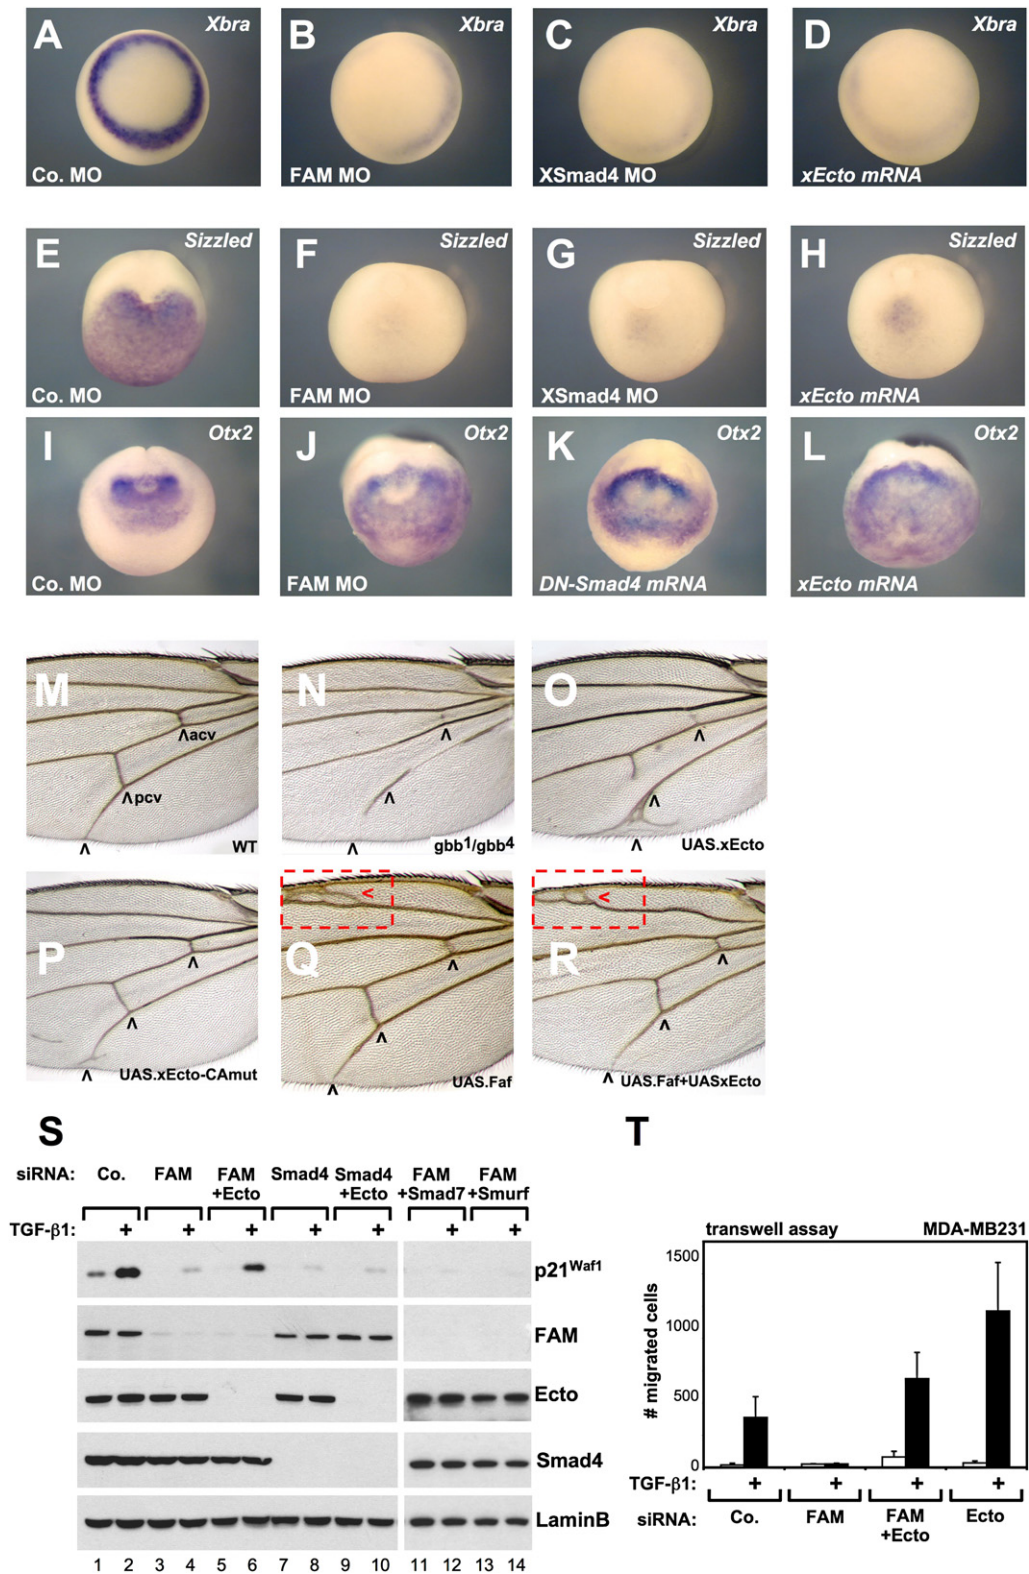 A Xbra Co. MO
B Xbra FAM MO
C Xbra XSmad4 MO
D Xbra xEcto mRNA
E Sizzled Co. MO
F Sizzled FAM MO
G Sizzled XSmad4 MO
H Sizzled xEcto mRNA
I Otx2 Co. MO
J Otx2 FAM MO
K Otx2 DN-Smad4 mRNA
L Otx2 xEcto mRNA
M
acv
pcv
WT
N
gbb1/gbb4
O
UAS.xEcto
P
UAS.xEcto-CAmut
Q
UAS.Faf
R
UAS.Faf+UASxEcto
S
siRNA: Co. FAM FAM +Ecto Smad4 Smad4 +Ecto FAM +Smad7 FAM +Smurf
TGF-β1: + + + + + + +
p21Waf1
FAM
Ecto
Smad4
LaminB
1 2 3 4 5 6 7 8 9 10 11 12 13 14
T
transwell assay MDA-MB231
# migrated cells
1500
1000
500
0
TGF-β1: + + + +
siRNA: Co. FAM FAM +Ecto Ecto